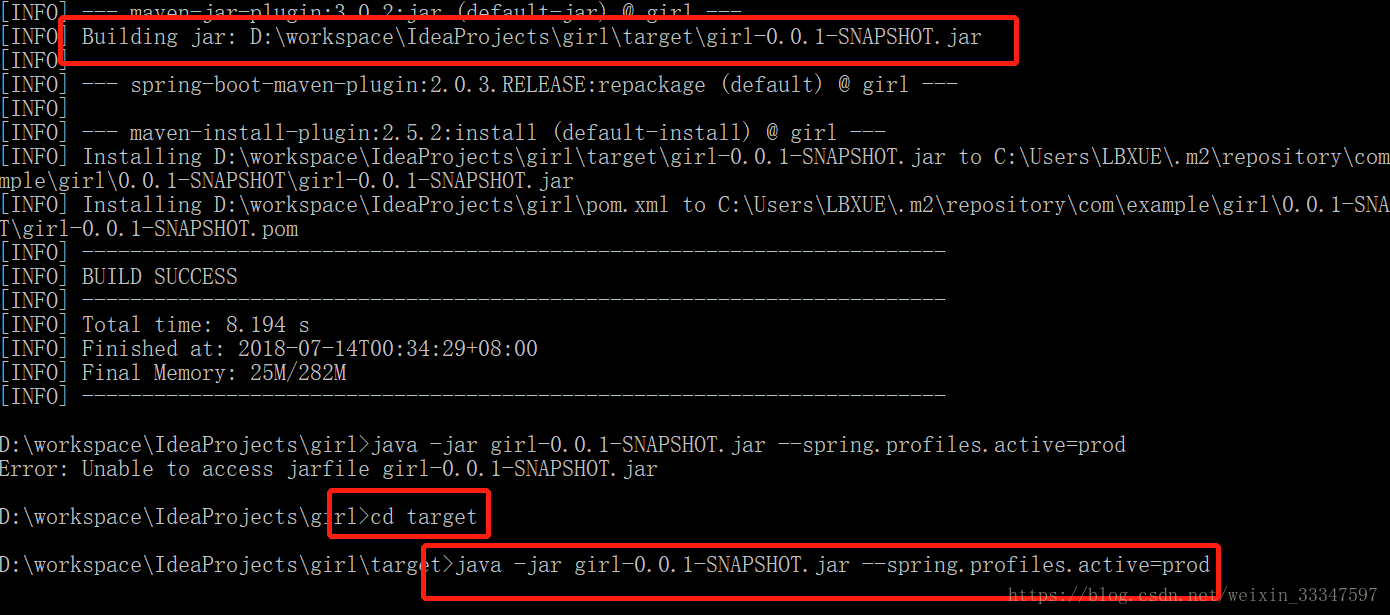 [INFO] --- maven-jar-plugin:3.0.2:jar (default-jar) @ girl ---
[INFO] Building jar: D:\workspace\IdeaProjects\girl\target\girl-0.0.1-SNAPSHOT.jar
[INFO]
[INFO] --- spring-boot-maven-plugin:2.0.3.RELEASE:repackage (default) @ girl ---
[INFO]
[INFO] --- maven-install-plugin:2.5.2:install (default-install) @ girl ---
[INFO] Installing D:\workspace\IdeaProjects\girl\target\girl-0.0.1-SNAPSHOT.jar to C:\Users\LBXUE\.m2\repository\com
mple\girl\0.0.1-SNAPSHOT\girl-0.0.1-SNAPSHOT.jar
[INFO] Installing D:\workspace\IdeaProjects\girl\pom.xml to C:\Users\LBXUE\.m2\repository\com\example\girl\0.0.1-SNA
T\girl-0.0.1-SNAPSHOT.pom
[INFO] ------------------------------------------------------------------------
[INFO] BUILD SUCCESS
[INFO] ------------------------------------------------------------------------
[INFO] Total time: 8.194 s
[INFO] Finished at: 2018-07-14T00:34:29+08:00
[INFO] Final Memory: 25M/282M
[INFO] ------------------------------------------------------------------------
D:\workspace\IdeaProjects\girl>java -jar girl-0.0.1-SNAPSHOT.jar --spring.profiles.active=prod
Error: Unable to access jarfile girl-0.0.1-SNAPSHOT.jar
D:\workspace\IdeaProjects\girl>cd target
D:\workspace\IdeaProjects\girl\target>java -jar girl-0.0.1-SNAPSHOT.jar --spring.profiles.active=prod
https://blog.csdn.net/weixin_33347597